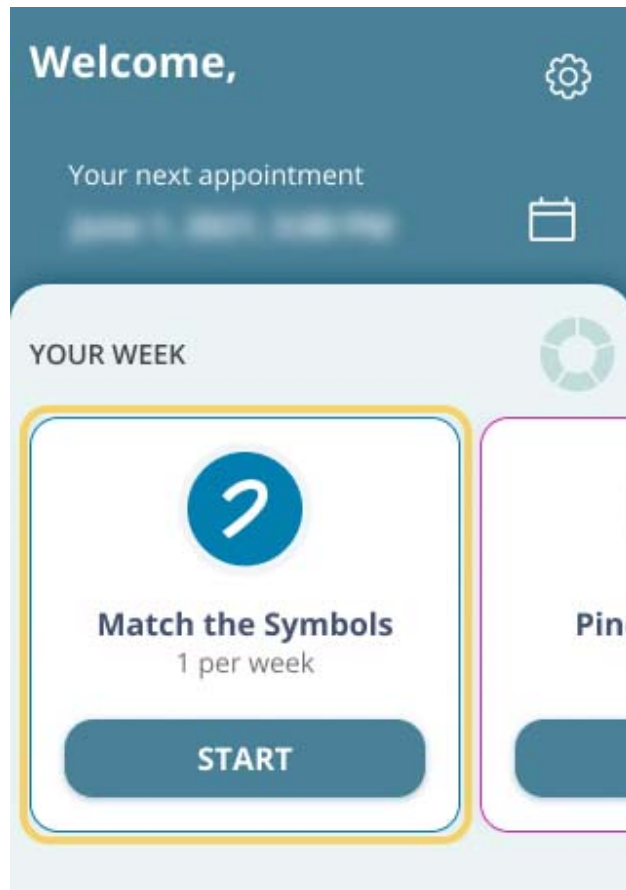 Welcome,
Your next appointment
YOUR WEEK
Match the Symbols
1 per week
START
Pin